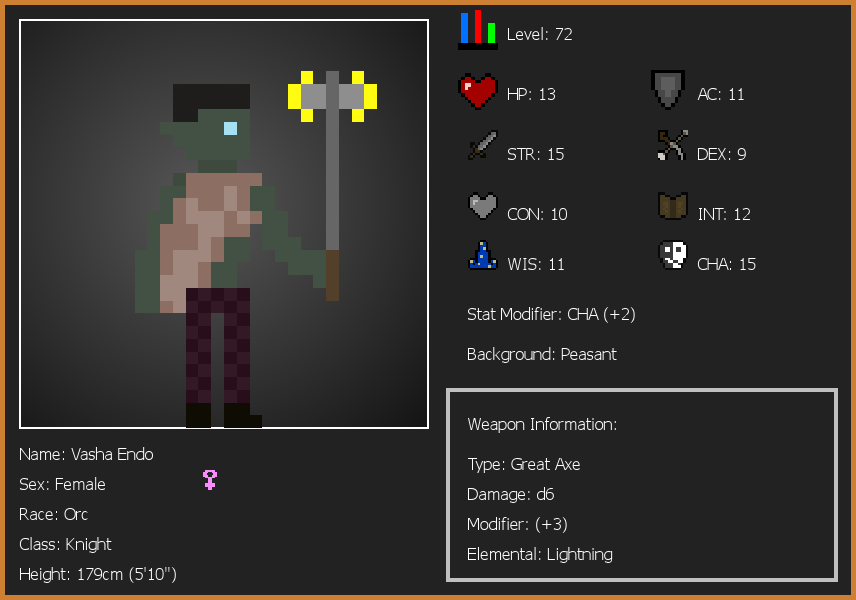 Level: 72
HP: 13
AC: 11
STR: 15
DEX: 9
CON: 10
INT: 12
WIS: 11
CHA: 15
Stat Modifier: CHA (+2)
Background: Peasant
Weapon Information:
Type: Great Axe
Damage: d6
Modifier: (+3)
Elemental: Lightning
Name: Vasha Endo
Sex: Female
Race: Orc
Class: Knight
Height: 179cm (5'10")